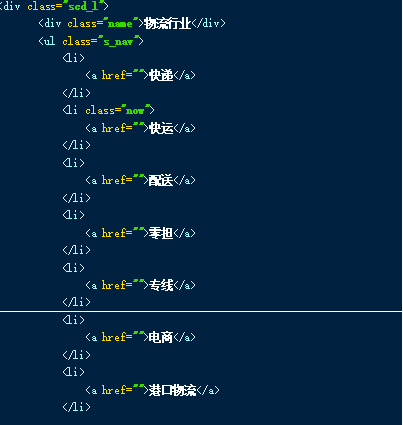 <div class="scd_l">
<div class="name">物流行业</div>
<ul class="s_nav">
<li>
<a href="">快递</a>
</li>
<li class="now">
<a href="">快运</a>
</li>
<li>
<a href="">配送</a>
</li>
<li>
<a href="">零担</a>
</li>
<li>
<a href="">专线</a>
</li>
<li>
<a href="">电商</a>
</li>
<li>
<a href="">港口物流</a>
</li>